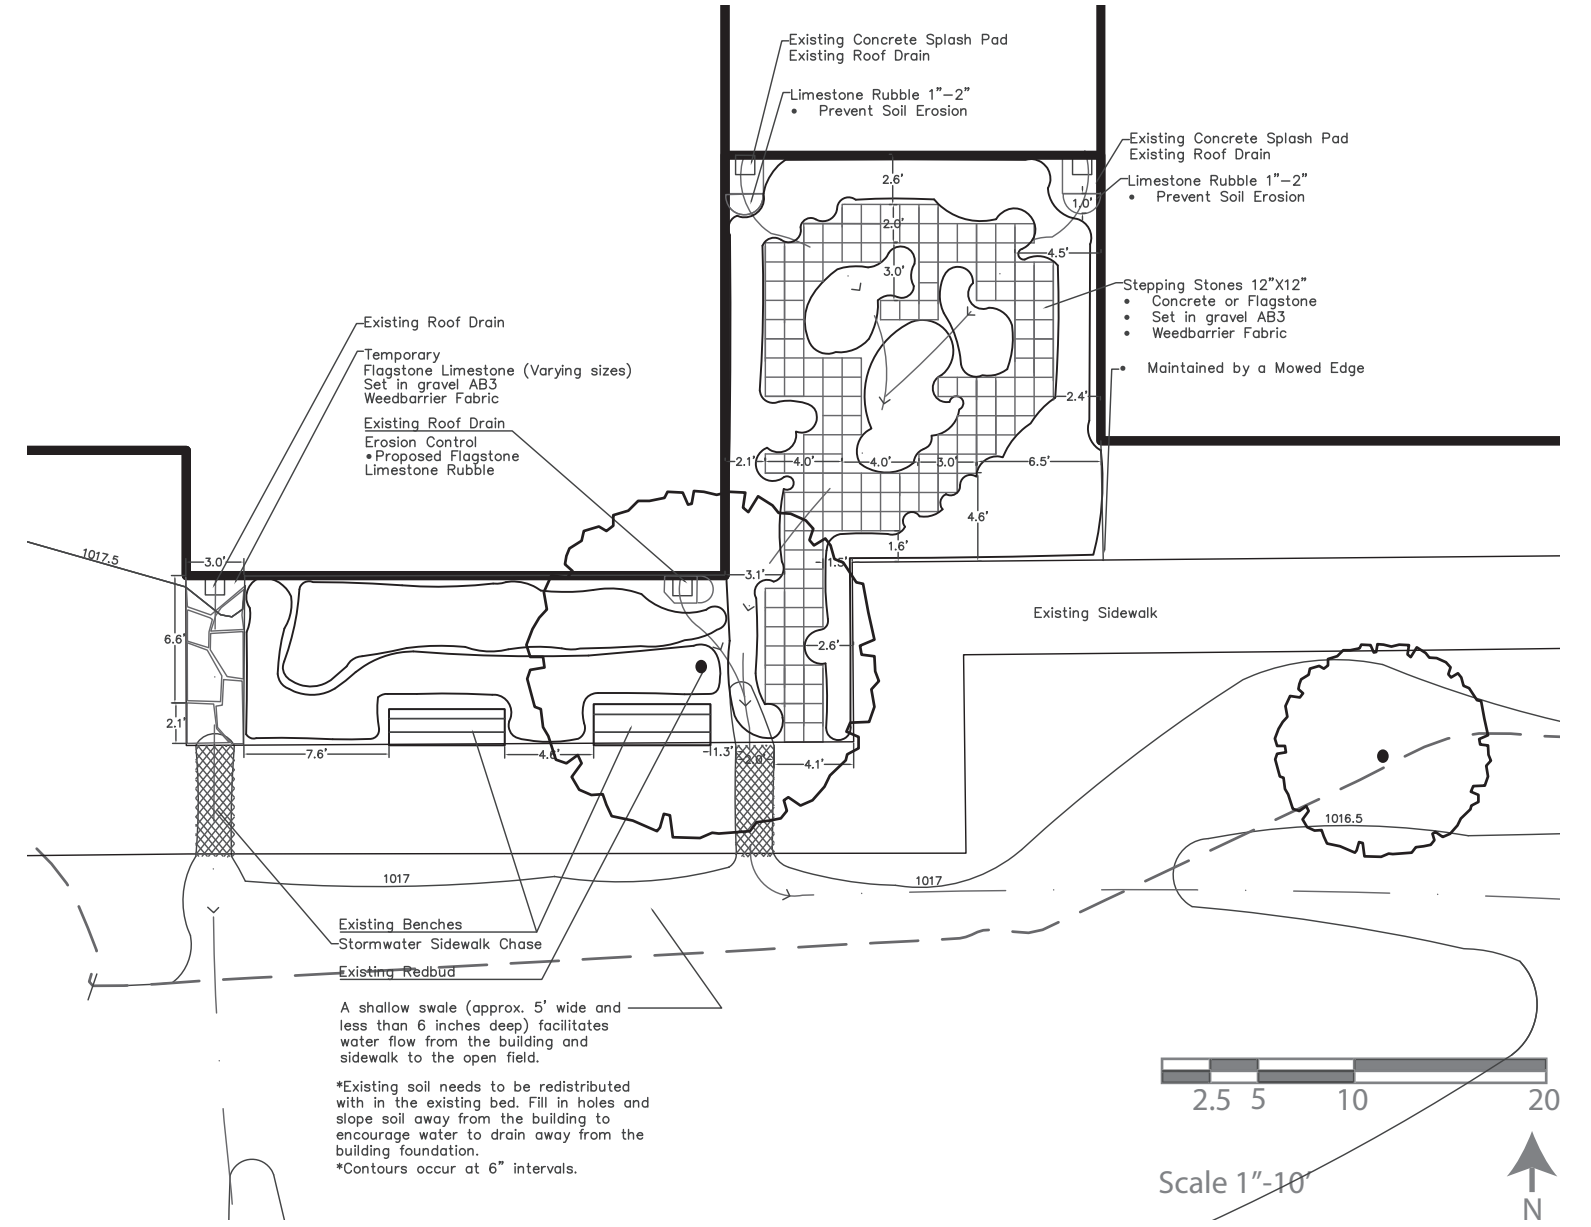 Existing Concrete Splash Pad
Existing Roof Drain
Limestone Rubble 1”–2”
• Prevent Soil Erosion
Existing Concrete Splash Pad
Existing Roof Drain
Limestone Rubble 1”–2”
• Prevent Soil Erosion
2.6’
1.0’
2.0’
4.5’
3.0’
Stepping Stones 12”X12”
• Concrete or Flagstone
• Set in gravel AB3
• Weedbarrier Fabric
• Maintained by a Mowed Edge
2.4’
Existing Roof Drain
Temporary
Flagstone Limestone (Varying sizes)
Set in gravel AB3
Weedbarrier Fabric
Existing Roof Drain
Erosion Control
•Proposed Flagstone
Limestone Rubble
2.1’ 4.0’ 4.0’ 3.0’ 6.5’
4.6’
1.6’
1017.5
3.0’
3.1’
1.5’
Existing Sidewalk
6.6’
2.6’
2.1’
7.6’ 4.6’ 1.3’ 2.0’ 4.1’
1016.5
1017
1017
Existing Benches
Stormwater Sidewalk Chase
Existing Redbud
A shallow swale (approx. 5’ wide and
less than 6 inches deep) facilitates
water flow from the building and
sidewalk to the open field.
*Existing soil needs to be redistributed
with in the existing bed. Fill in holes and
slope soil away from the building to
encourage water to drain away from the
building foundation.
*Contours occur at 6” intervals.
2.5 5 10 20
Scale 1”-10’
N